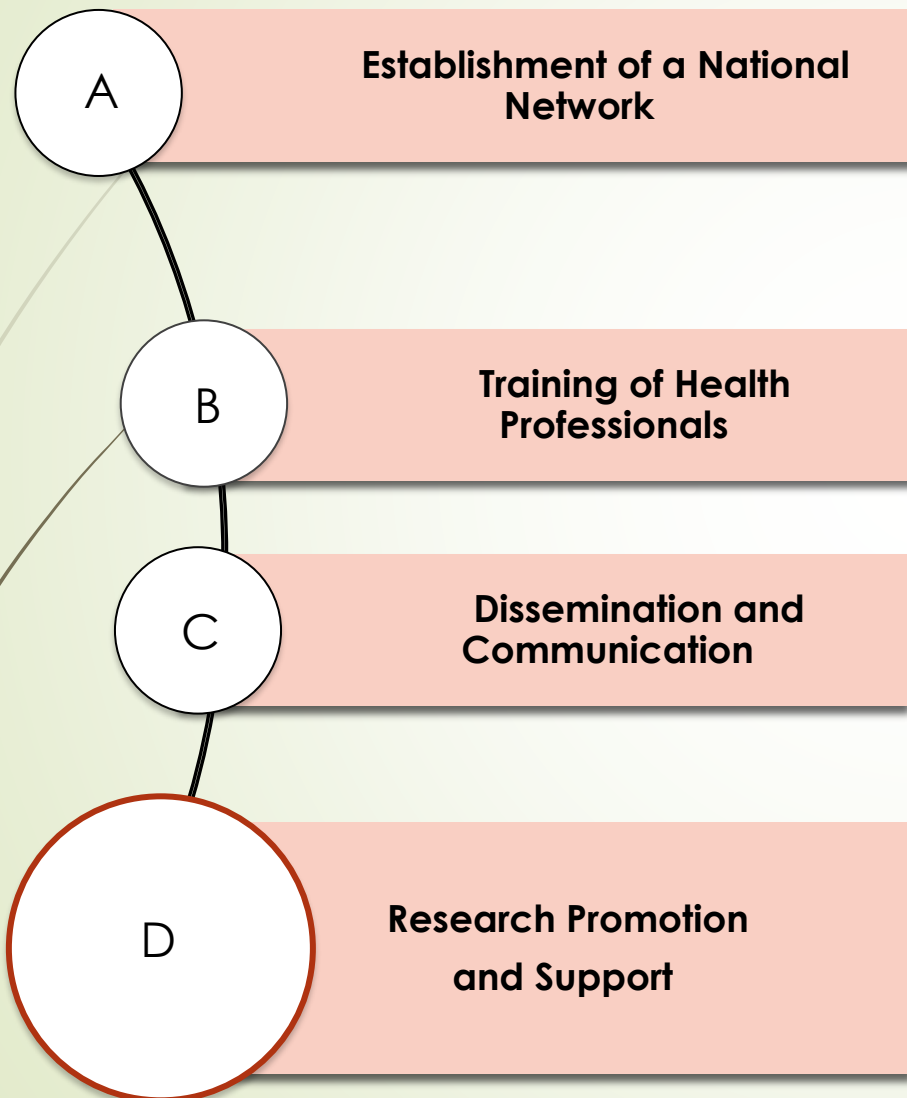 A
Establishment of a National
Network
B
Training of Health
Professionals
C
Dissemination and
Communication
D
Research Promotion
and Support